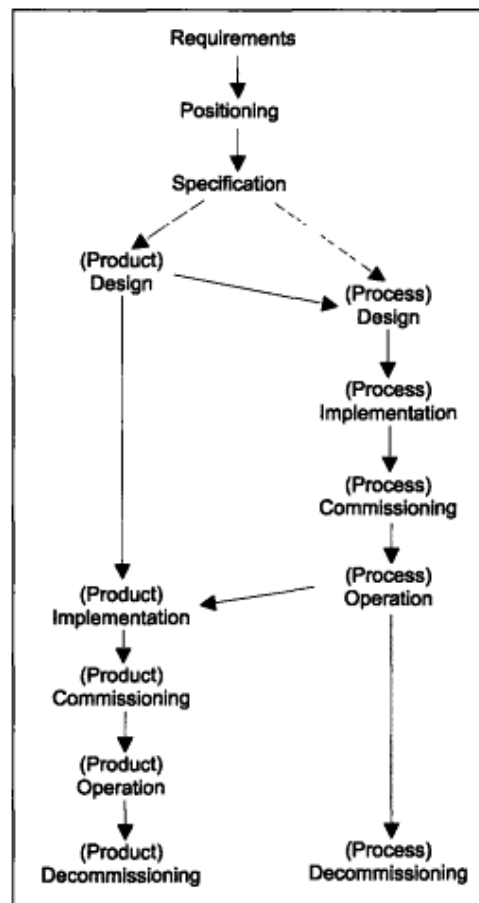 Requirements
Positioning
Specification
(Product)
Design
(Process)
Design
(Process)
Implementation
(Process)
Commissioning
(Process)
Operation
(Product)
Implementation
(Product)
Commissioning
(Product)
Operation
(Product)
Decommissioning
(Process)
Decommissioning